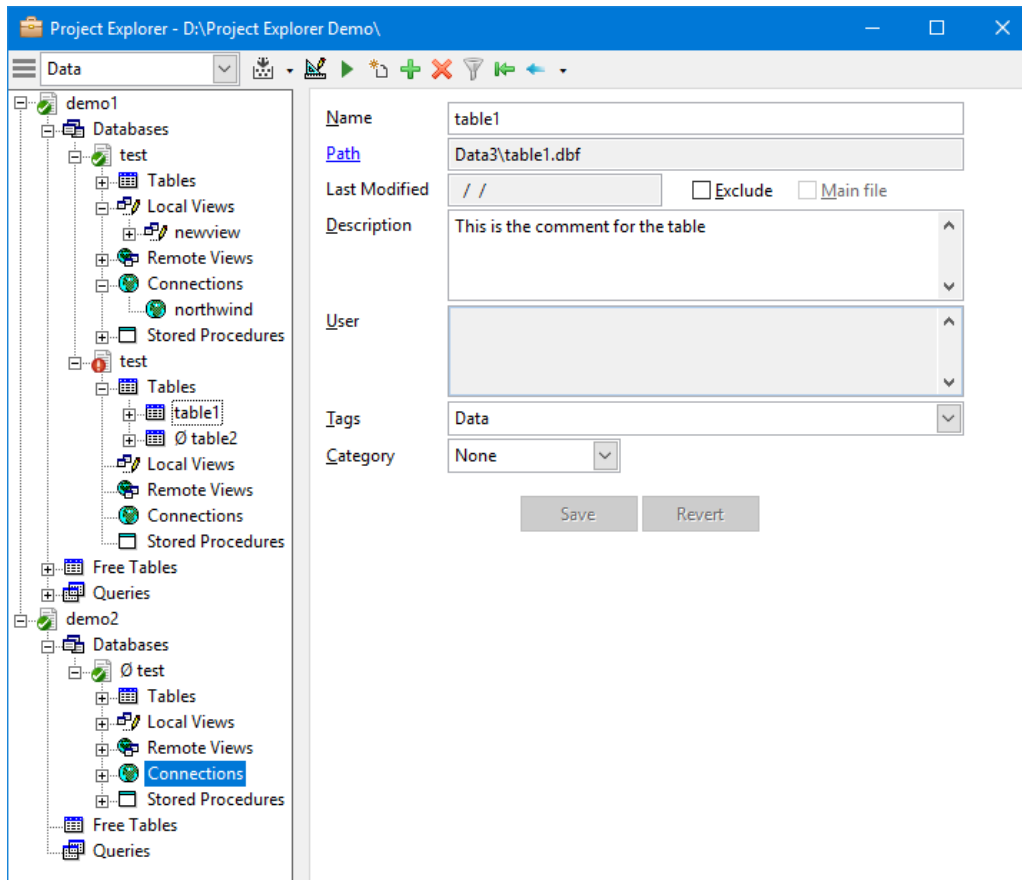 Project Explorer - D:\Project Explorer Demo\
Data
demo1
Databases
test
Tables
Local Views
newview
Remote Views
Connections
northwind
Stored Procedures
test
Tables
table1
Ø table2
Local Views
Remote Views
Connections
Stored Procedures
Free Tables
Queries
demo2
Databases
Ø test
Tables
Local Views
Remote Views
Connections
Stored Procedures
Free Tables
Queries
Name table1
Path Data3\table1.dbf
Last Modified / / Exclude Main file
Description This is the comment for the table
User
Tags Data
Category None
Save Revert